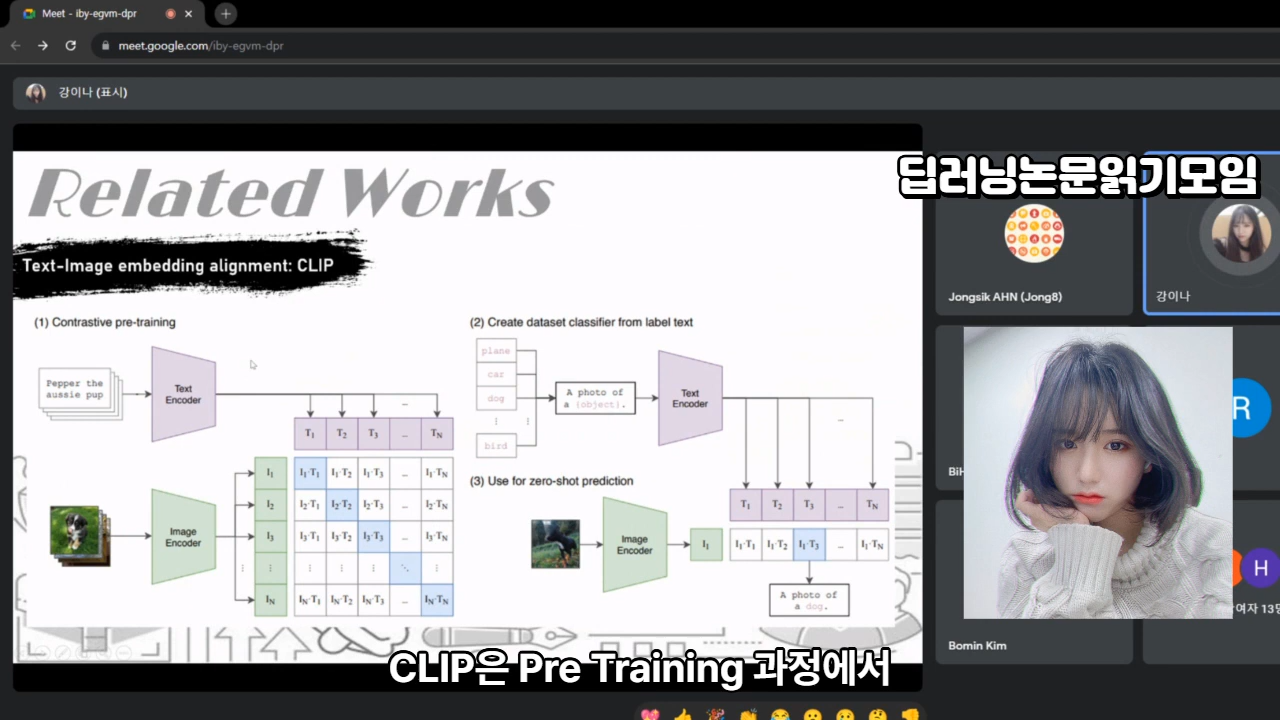 Meet - iby-egvm-dpr
meet.google.com/iby-egvm-dpr
강이나 (표시)
딥러닝논문읽기모임
Related Works
Text-Image embedding alignment: CLIP
(1) Contrastive pre-training
Pepper the
aussie pup
Text
Encoder
T1 T2 T3 ... TN
I1 I1·T1 I1·T2 I1·T3 ... I1·TN
I2 I2·T1 I2·T2 I2·T3 ... I2·TN
I3 I3·T1 I3·T2 I3·T3 ... I3·TN
⋮ ⋮ ⋮ ⋮ ⋱ ⋮
IN IN·T1 IN·T2 IN·T3 ... IN·TN
Image
Encoder
(2) Create dataset classifier from label text
plane
car
dog
⋮
bird
A photo of
a {object}.
Text
Encoder
...
(3) Use for zero-shot prediction
Image
Encoder
T1 T2 T3 ... TN
I1 I1·T1 I1·T2 I1·T3 ... I1·TN
A photo of
a dog.
Jongsik AHN (Jong8)
강이나
BiH
R
H
Bomin Kim
여자 13명
CLIP은 Pre Training 과정에서